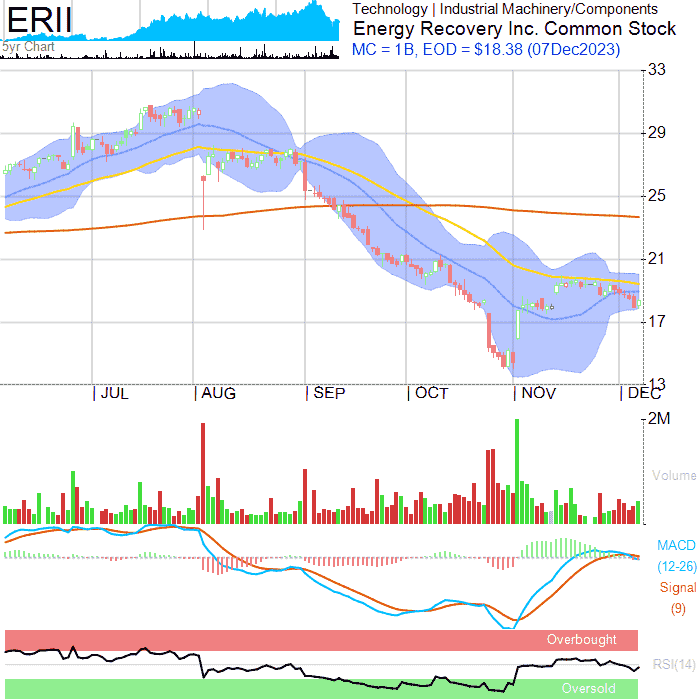 ERII
5yr Chart
Technology | Industrial Machinery/Components
Energy Recovery Inc. Common Stock
MC = 1B, EOD = $18.38 (07Dec2023)
33
29
25
21
17
13
JUL
AUG
SEP
OCT
NOV
DEC
2M
Volume
MACD
(12-26)
Signal
(9)
Overbought
RSI(14)
Oversold